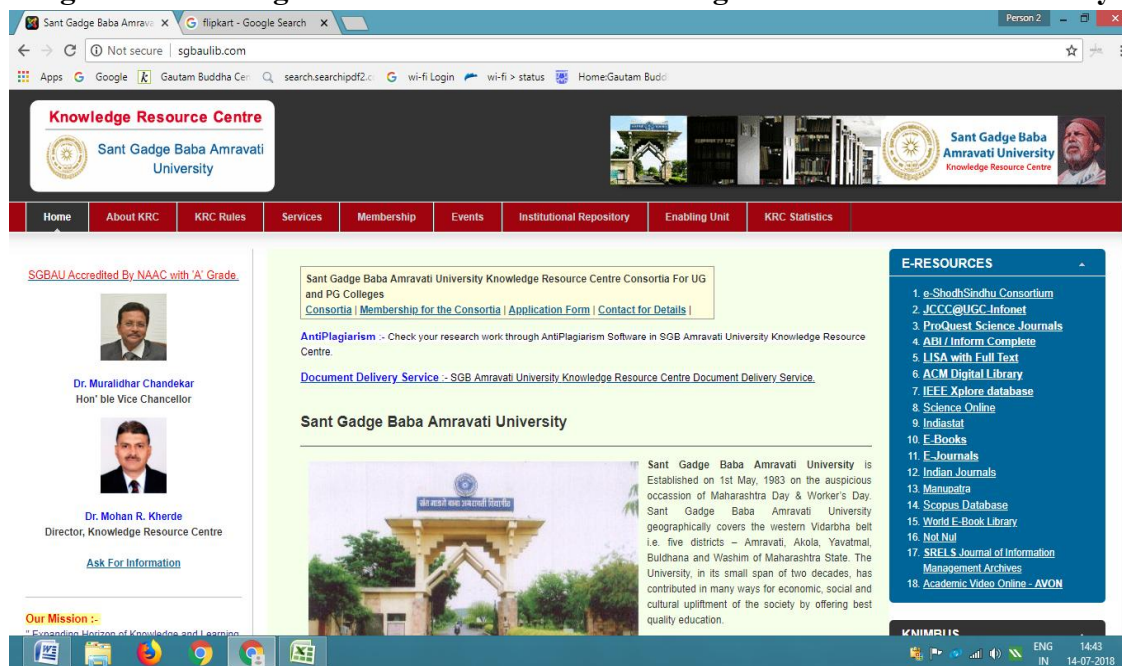 Sant Gadge Baba Amrava
flipkart - Google Search
Person 2
Not secure | sgbaulib.com
Apps
Google
Gautam Buddha Cen
search.searchipdf2.c
wi-fi Login
wi-fi > status
Home:Gautam Budd
Knowledge Resource Centre
Sant Gadge Baba Amravati
University
Sant Gadge Baba
Amravati University
Knowledge Resource Centre
Home
About KRC
KRC Rules
Services
Membership
Events
Institutional Repository
Enabling Unit
KRC Statistics
SGBAU Accredited By NAAC with 'A' Grade.
Dr. Muralidhar Chandekar
Hon' ble Vice Chancellor
Dr. Mohan R. Kherde
Director, Knowledge Resource Centre
Ask For Information
Our Mission :-
" Expanding Horizon of Knowledge and Learning
Sant Gadge Baba Amravati University Knowledge Resource Centre Consortia For UG
and PG Colleges
Consortia | Membership for the Consortia | Application Form | Contact for Details |
AntiPlagiarism :- Check your research work through AntiPlagiarism Software in SGB Amravati University Knowledge Resource
Centre.
Document Delivery Service :- SGB Amravati University Knowledge Resource Centre Document Delivery Service.
Sant Gadge Baba Amravati University
Sant Gadge Baba Amravati University is
Established on 1st May, 1983 on the auspicious
occassion of Maharashtra Day & Worker's Day.
Sant Gadge Baba Amravati University
geographically covers the western Vidarbha belt
i.e. five districts – Amravati, Akola, Yavatmal,
Buldhana and Washim of Maharashtra State. The
University, in its small span of two decades, has
contributed in many ways for economic, social and
cultural upliftment of the society by offering best
quality education.
E-RESOURCES
1. e-ShodhSindhu Consortium
2. JCCC@UGC-Infonet
3. ProQuest Science Journals
4. ABI / Inform Complete
5. LISA with Full Text
6. ACM Digital Library
7. IEEE Xplore database
8. Science Online
9. Indiastat
10. E-Books
11. E-Journals
12. Indian Journals
13. Manupatra
14. Scopus Database
15. World E-Book Library
16. Not Nul
17. SRELS Journal of Information
Management Archives
18. Academic Video Online - AVON
KNIMBUS
ENG
IN
14:43
14-07-2018